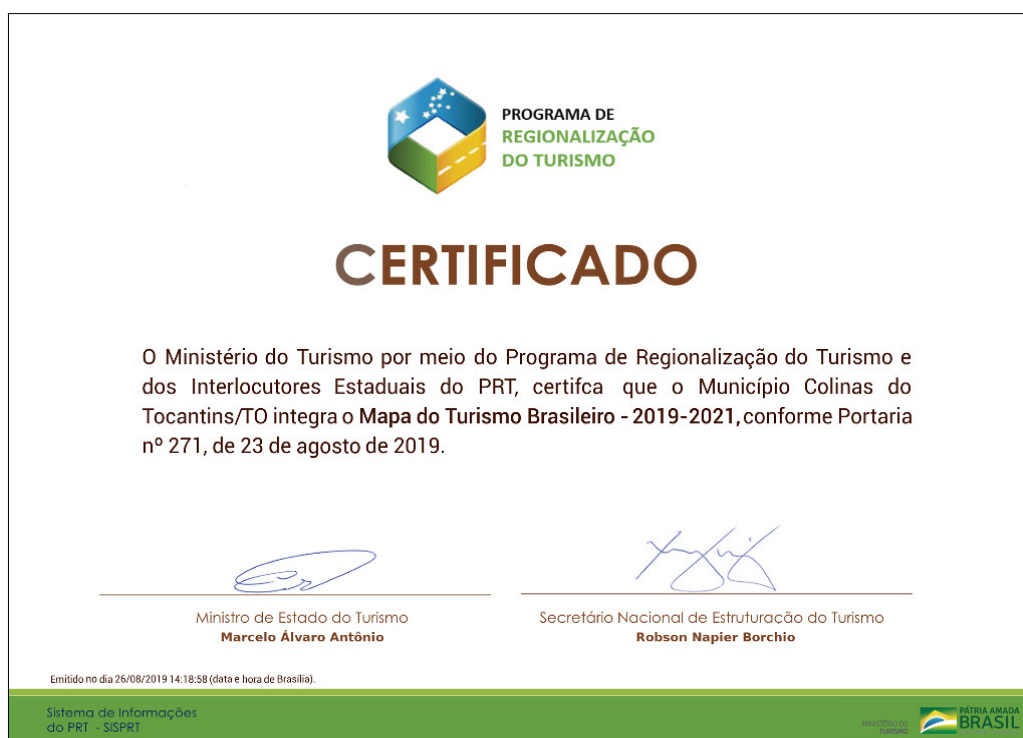 PROGRAMA DE
REGIONALIZAÇÃO
DO TURISMO
CERTIFICADO
O Ministério do Turismo por meio do Programa de Regionalização do Turismo e
dos Interlocutores Estaduais do PRT, certifca que o Município Colinas do
Tocantins/TO integra o Mapa do Turismo Brasileiro - 2019-2021, conforme Portaria
nº 271, de 23 de agosto de 2019.
Ministro de Estado do Turismo
Marcelo Álvaro Antônio
Secretário Nacional de Estruturação do Turismo
Robson Napier Borchio
Emitido no dia 26/08/2019 14:18:58 (data e hora de Brasília).
Sistema de Informações
do PRT - SISPRT
MINISTÉRIO DO
TURISMO
PÁTRIA AMADA
BRASIL